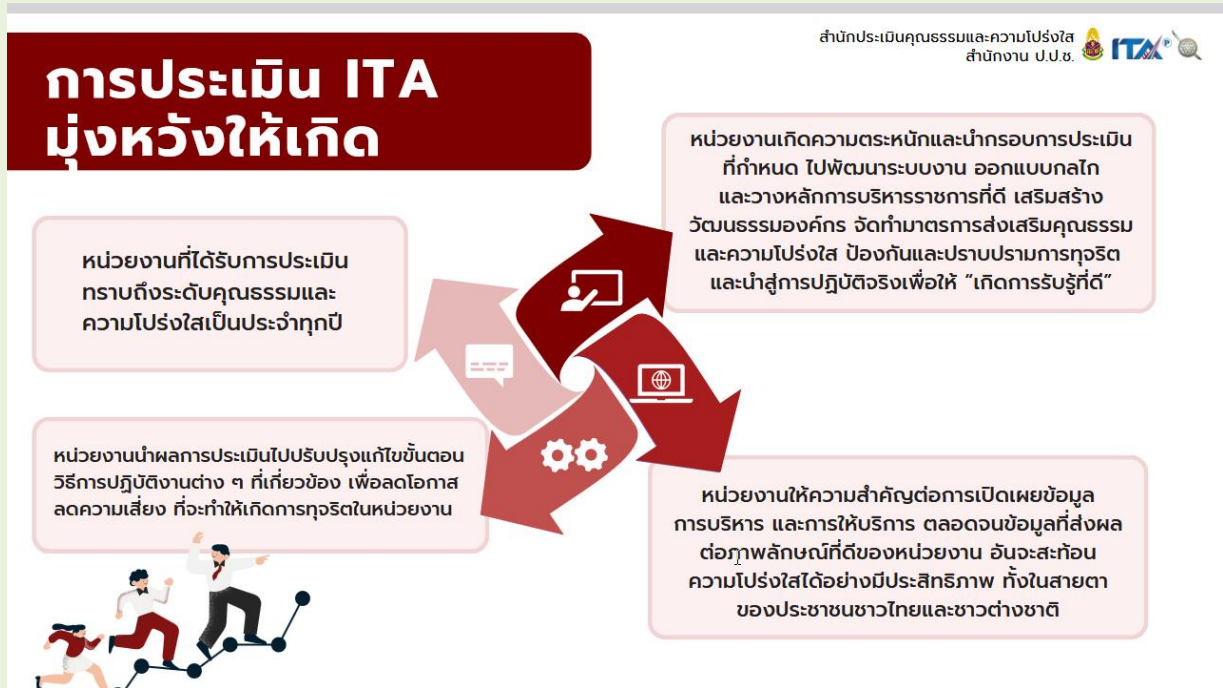 สำนักประเมินคุณธรรมและความโปร่งใส
สำนักงาน ป.ป.ช.
ITA
P
การประเมิน ITA
มุ่งหวังให้เกิด
หน่วยงานเกิดความตระหนักและนำกรอบการประเมิน
ที่กำหนด ไปพัฒนาระบบงาน ออกแบบกลไก
และวางหลักการบริหารราชการที่ดี เสริมสร้าง
วัฒนธรรมองค์กร จัดทำมาตรการส่งเสริมคุณธรรม
และความโปร่งใส ป้องกันและปราบปรามการทุจริต
และนำสู่การปฏิบัติจริงเพื่อให้ “เกิดการรับรู้ที่ดี”
หน่วยงานที่ได้รับการประเมิน
ทราบถึงระดับคุณธรรมและ
ความโปร่งใสเป็นประจำทุกปี
หน่วยงานนำผลการประเมินไปปรับปรุงแก้ไขขั้นตอน
วิธีการปฏิบัติงานต่าง ๆ ที่เกี่ยวข้อง เพื่อลดโอกาส
ลดความเสี่ยง ที่จะทำให้เกิดการทุจริตในหน่วยงาน
หน่วยงานให้ความสำคัญต่อการเปิดเผยข้อมูล
การบริหาร และการให้บริการ ตลอดจนข้อมูลที่ส่งผล
ต่อภาพลักษณ์ที่ดีของหน่วยงาน อันจะสะท้อน
ความโปร่งใสได้อย่างมีประสิทธิภาพ ทั้งในสายตา
ของประชาชนชาวไทยและชาวต่างชาติ